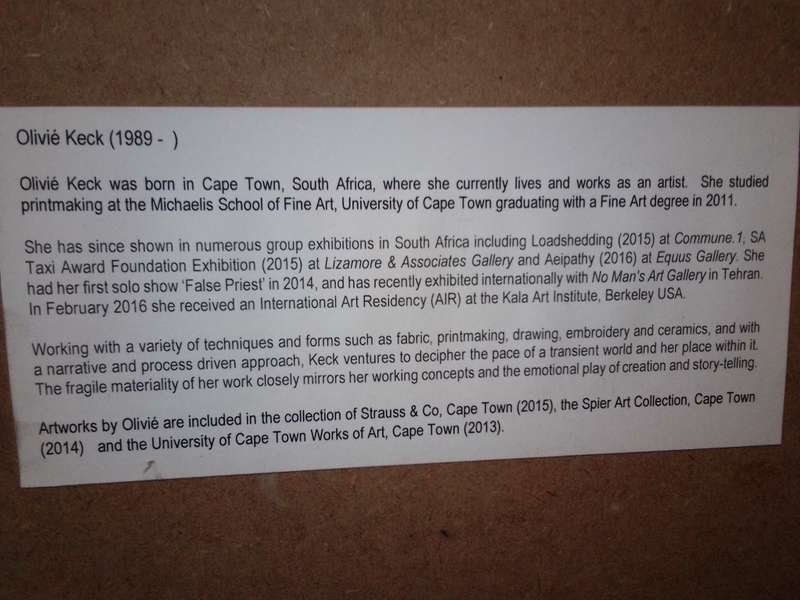 Olivié Keck (1989 - )
Olivié Keck was born in Cape Town, South Africa, where she currently lives and works as an artist. She studied
printmaking at the Michaelis School of Fine Art, University of Cape Town graduating with a Fine Art degree in 2011.
She has since shown in numerous group exhibitions in South Africa including Loadshedding (2015) at Commune.1, SA
Taxi Award Foundation Exhibition (2015) at Lizamore & Associates Gallery and Aeipathy (2016) at Equus Gallery. She
had her first solo show 'False Priest' in 2014, and has recently exhibited internationally with No Man's Art Gallery in Tehran.
In February 2016 she received an International Art Residency (AIR) at the Kala Art Institute, Berkeley USA.
Working with a variety of techniques and forms such as fabric, printmaking, drawing, embroidery and ceramics, and with
a narrative and process driven approach, Keck ventures to decipher the pace of a transient world and her place within it.
The fragile materiality of her work closely mirrors her working concepts and the emotional play of creation and story-telling.
Artworks by Olivié are included in the collection of Strauss & Co, Cape Town (2015), the Spier Art Collection, Cape Town
(2014) and the University of Cape Town Works of Art, Cape Town (2013).